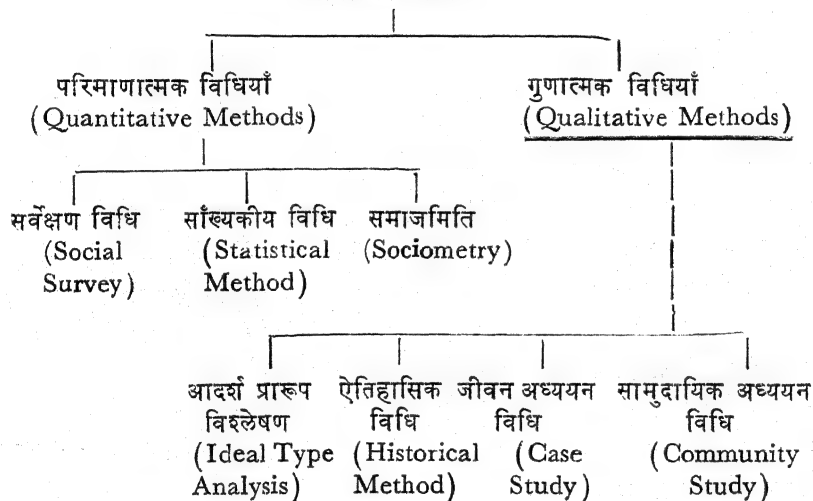 परिमाणात्मक विधियाँ गुणात्मक विधियाँ
(Quantitative Methods) (Qualitative Methods)
सर्वेक्षण विधि साँख्यकीय विधि समाजमिति
(Social (Statistical (Sociometry)
Survey) Method)
आदर्श प्रारूप ऐतिहासिक जीवन अध्ययन सामुदायिक अध्ययन
विश्लेषण विधि विधि विधि
(Ideal Type (Historical (Case (Community
Analysis) Method) Study) Study)